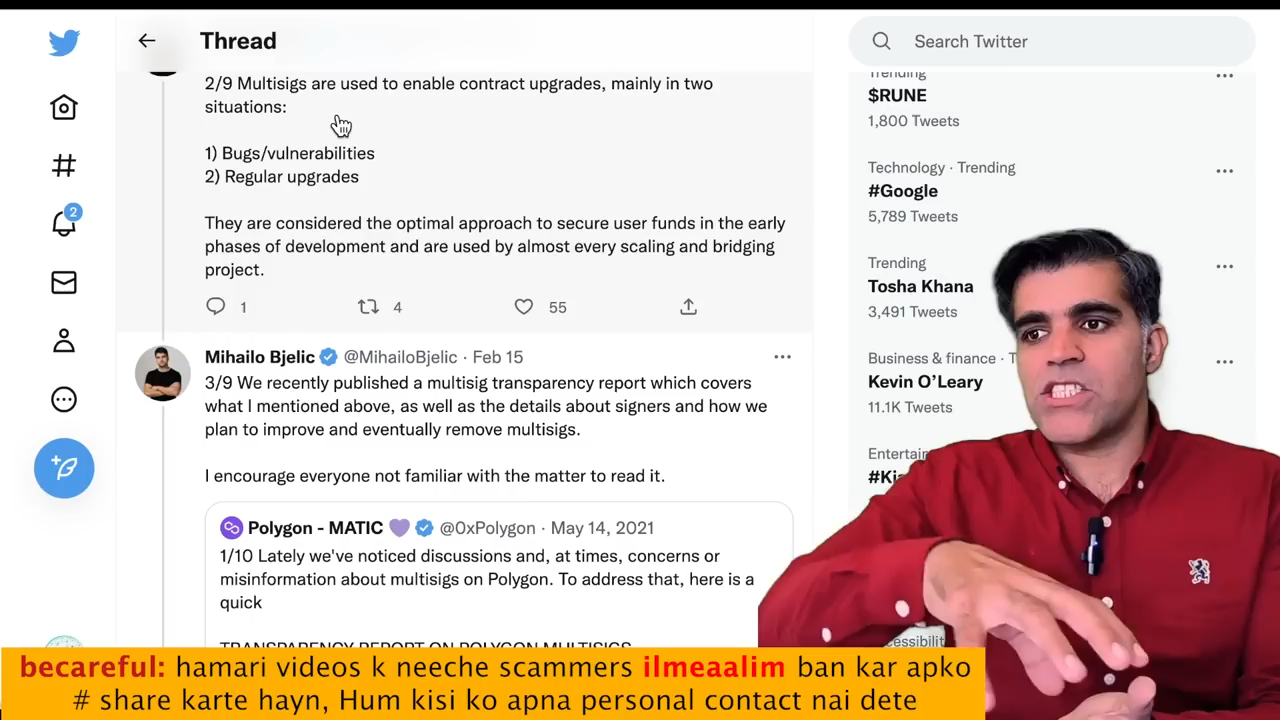 Thread
Search Twitter
2/9 Multisigs are used to enable contract upgrades, mainly in two
situations:
1) Bugs/vulnerabilities
2) Regular upgrades
They are considered the optimal approach to secure user funds in the early
phases of development and are used by almost every scaling and bridging
project.
1 4 55
Mihailo Bjelic @MihailoBjelic · Feb 15
3/9 We recently published a multisig transparency report which covers
what I mentioned above, as well as the details about signers and how we
plan to improve and eventually remove multisigs.
I encourage everyone not familiar with the matter to read it.
Polygon - MATIC 💜 @0xPolygon · May 14, 2021
1/10 Lately we've noticed discussions and, at times, concerns or
misinformation about multisigs on Polygon. To address that, here is a
quick
TRANSPARENCY REPORT ON POLYGON MULTISIGS
2
Trending
$RUNE
1,800 Tweets
Technology · Trending
#Google
5,789 Tweets
Trending
Tosha Khana
3,491 Tweets
Business & finance · T
Kevin O'Leary
11.1K Tweets
becareful: hamari videos k neeche scammers ilmeaalim ban kar apko
# share karte hayn, Hum kisi ko apna personal contact nai dete